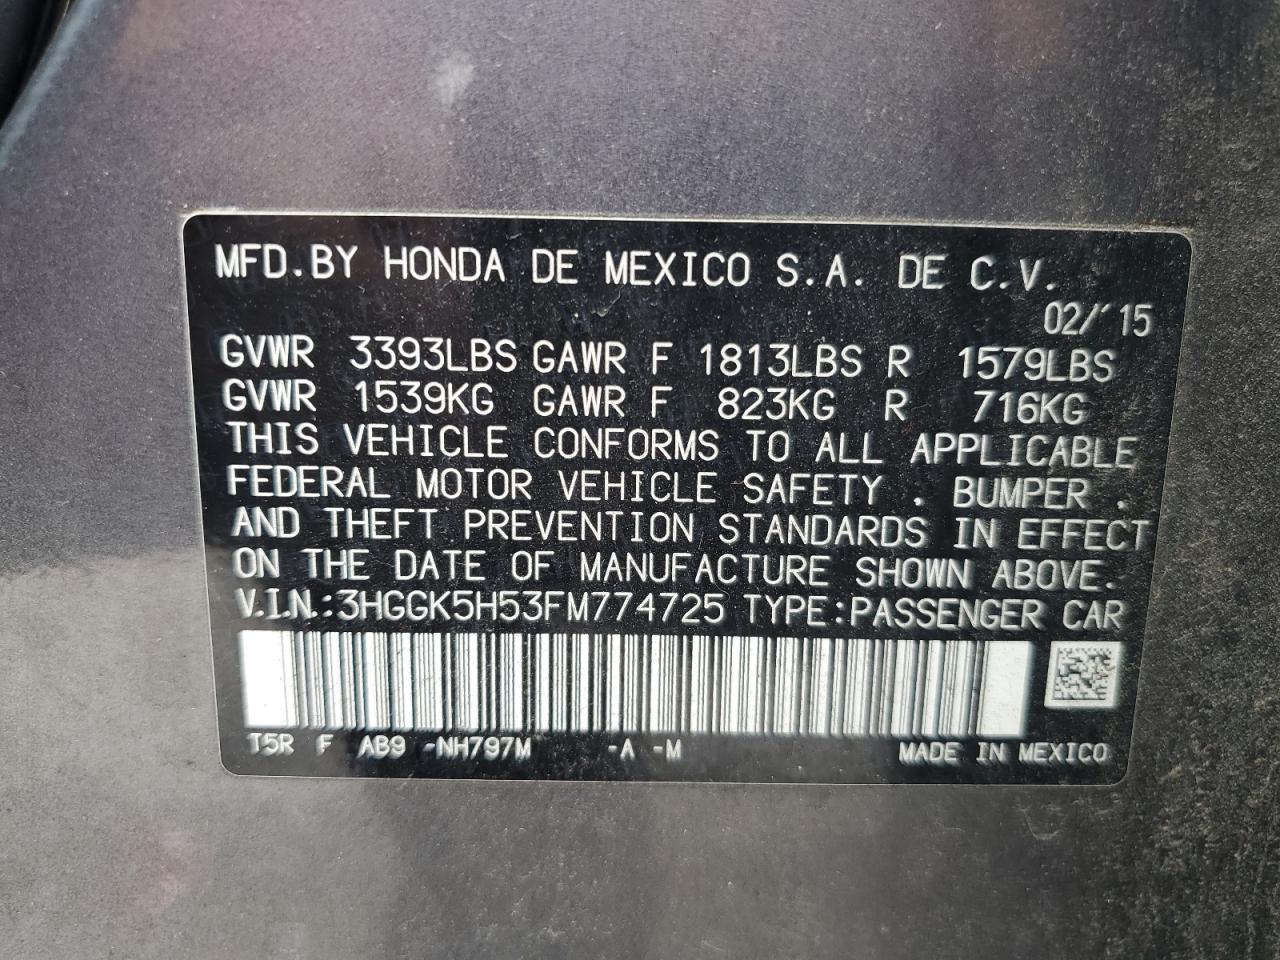 MFD.BY HONDA DE MEXICO S.A. DE C.V.
02/'15
GVWR 3393LBS GAWR F 1813LBS R 1579LBS
GVWR 1539KG GAWR F 823KG R 716KG
THIS VEHICLE CONFORMS TO ALL APPLICABLE
FEDERAL MOTOR VEHICLE SAFETY , BUMPER ,
AND THEFT PREVENTION STANDARDS IN EFFECT
ON THE DATE OF MANUFACTURE SHOWN ABOVE.
V.I.N.:3HGGK5H53FM774725 TYPE:PASSENGER CAR
T5R F AB9 -NH797M -A -M MADE IN MEXICO